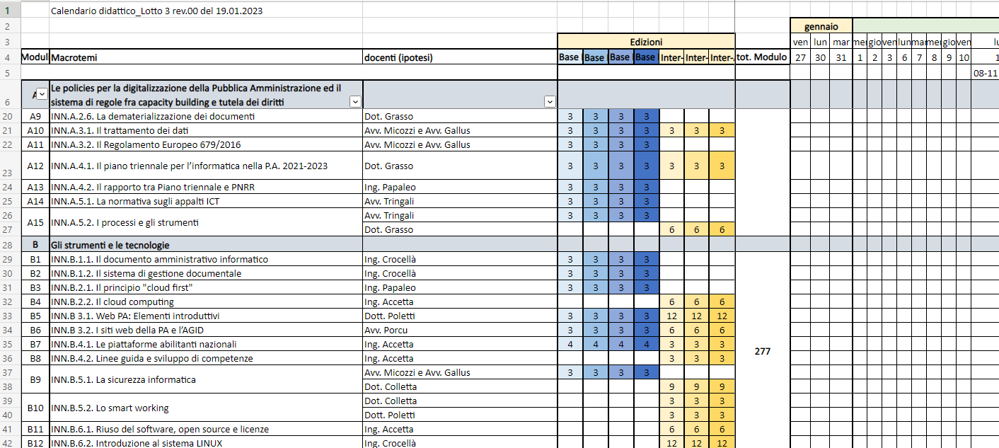 1 Calendario didattico_Lotto 3 rev.00 del 19.01.2023
2 gennaio
3 Edizioni ven lun mar mer gio ven lun mar mer gio ven lu
4 Moduli Macrotemi docenti (ipotesi) Base Base Base Base Inter- Inter- Inter- tot. Modulo 27 30 31 1 2 3 6 7 8 9 10 1
5 08-11
A Le policies per la digitalizzazione della Pubblica Amministrazione ed il
6 sistema di regole fra capacity building e tutela dei diritti
20 A9 INN.A.2.6. La dematerializzazione dei documenti Dot. Grasso 3 3 3 3
21 A10 INN.A.3.1. Il trattamento dei dati Avv. Micozzi e Avv. Gallus 3 3 3 3 3 3 3
22 A11 INN.A.3.2. Il Regolamento Europeo 679/2016 Avv. Micozzi e Avv. Gallus 3 3 3 3
23 A12 INN.A.4.1. Il piano triennale per l’informatica nella P.A. 2021-2023 Dot. Grasso 3 3 3 3 3 3 3
24 A13 INN.A.4.2. Il rapporto tra Piano triennale e PNRR Ing. Papaleo 3 3 3 3
25 A14 INN.A.5.1. La normativa sugli appalti ICT Avv. Tringali 3 3 3 3
26 Avv. Tringali 3 3 3 3
A15 INN.A.5.2. I processi e gli strumenti
27 Dot. Grasso 6 6 6
28 B Gli strumenti e le tecnologie
29 B1 INN.B.1.1. Il documento amministrativo informatico Ing. Crocellà 3 3 3 3
30 B2 INN.B.1.2. Il sistema di gestione documentale Ing. Crocellà 3 3 3 3
31 B3 INN.B.2.1. Il principio "cloud first" Ing. Papaleo 3 3 3 3
32 B4 INN.B.2.2. Il cloud computing Ing. Accetta 6 6 6
33 B5 INN.B 3.1. Web PA: Elementi introduttivi Dott. Poletti 3 3 3 3 12 12 12
34 B6 INN.B 3.2. I siti web della PA e l’AGID Avv. Porcu 3 3 3 3 6 6 6
35 B7 INN.B.4.1. Le piattaforme abilitanti nazionali Ing. Accetta 4 4 4 4 3 3 3
277
36 B8 INN.B.4.2. Linee guida e sviluppo di competenze Ing. Accetta 3 3 3
37 Avv. Micozzi e Avv. Gallus 3 3 3 3
B9 INN.B.5.1. La sicurezza informatica
38 Dot. Colletta 9 9 9
39 Dot. Colletta 3 3 3
B10 INN.B.5.2. Lo smart working
40 Dott. Poletti 3 3 3
41 B11 INN.B.6.1. Riuso del software, open source e licenze Ing. Accetta 6 6 6
42 B12 INN.B.6.2. Introduzione al sistema LINUX Ing. Crocellà 12 12 12